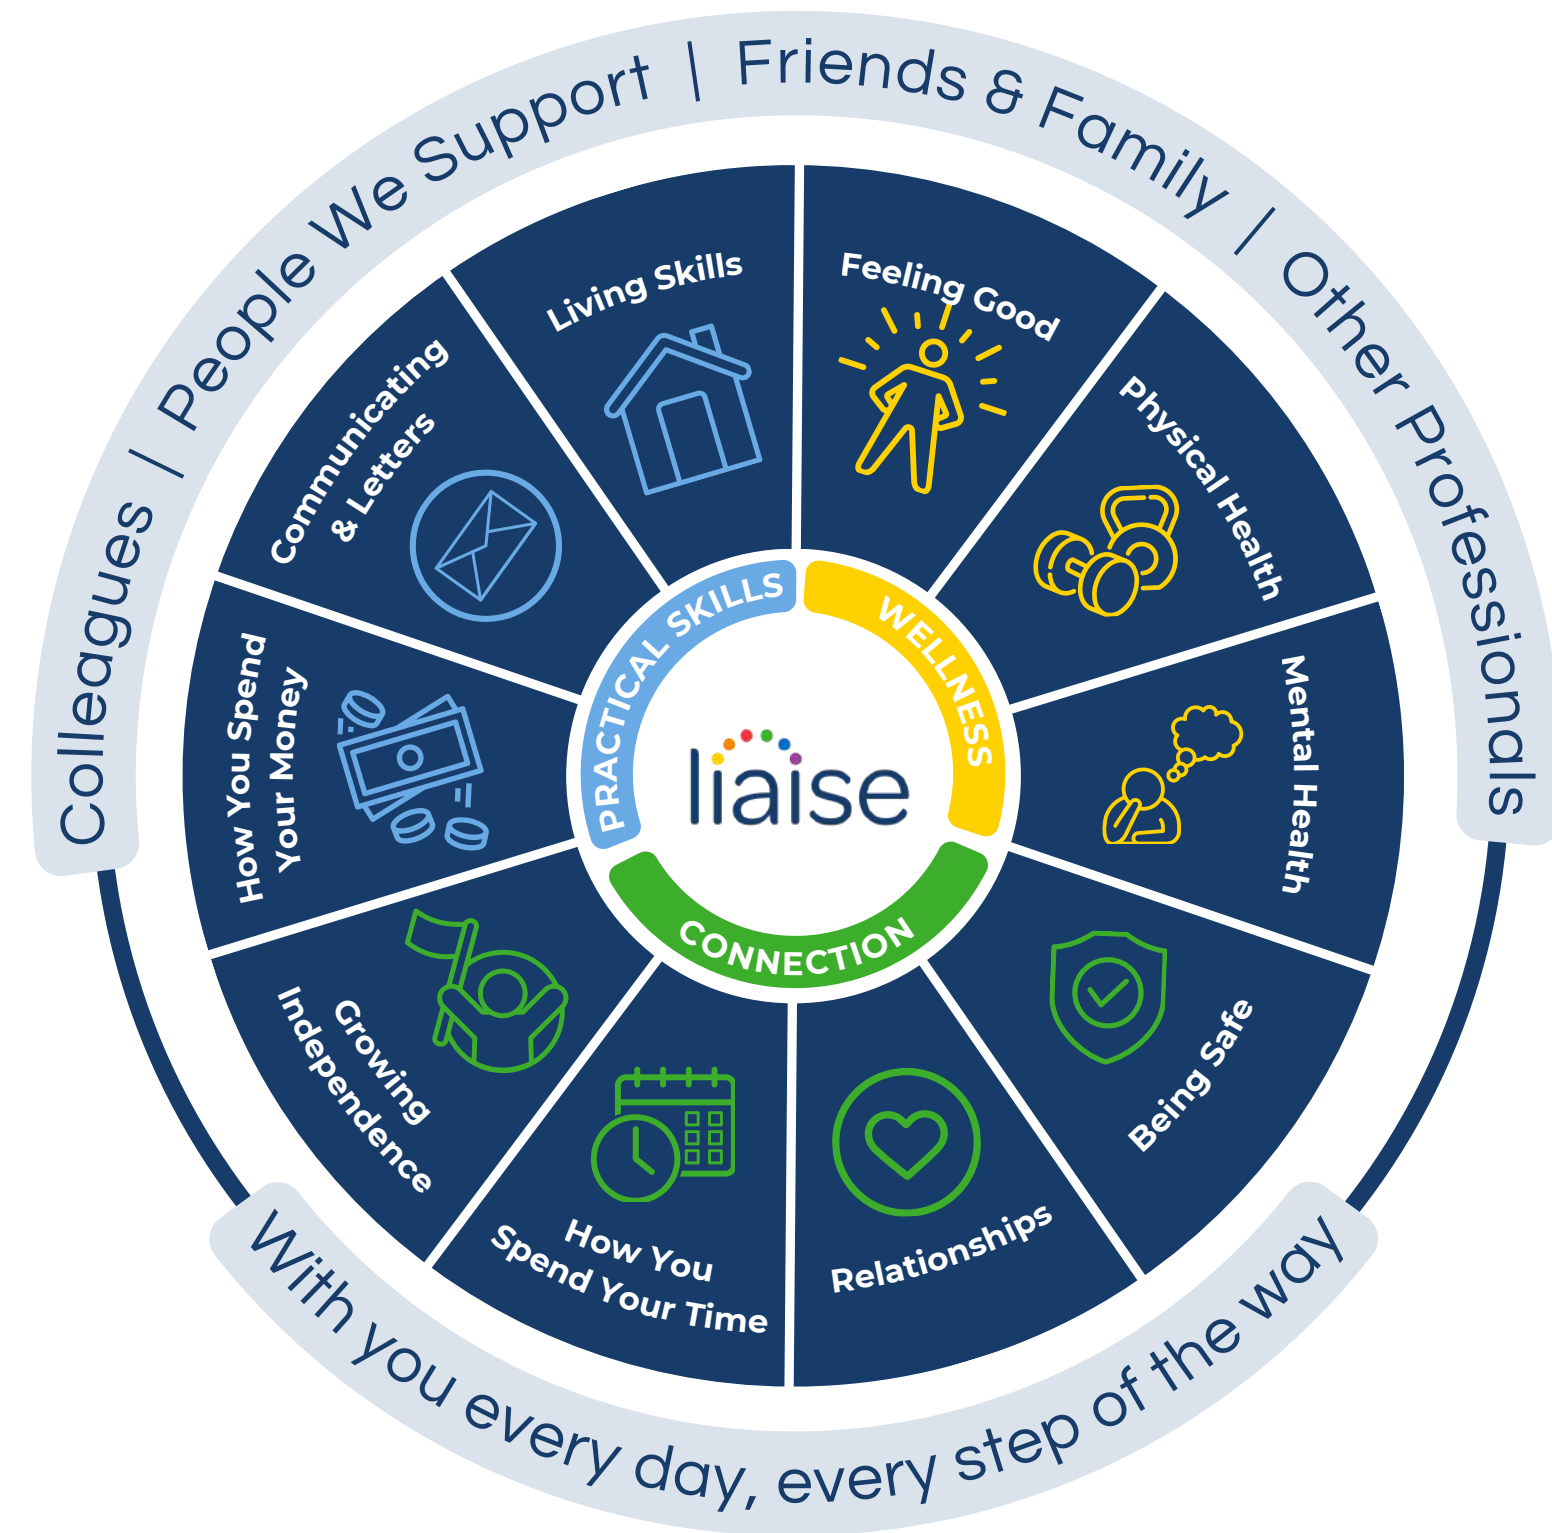 Colleagues | People We Support | Friends & Family | Other Professionals
Living Skills
Feeling Good
Physical Health
Mental Health
Being Safe
Relationships
How You
Spend Your Time
Growing
Independence
How You Spend
Your Money
Communicating
& Letters
PRACTICAL SKILLS
WELLNESS
CONNECTION
liaise
With you every day, every step of the way